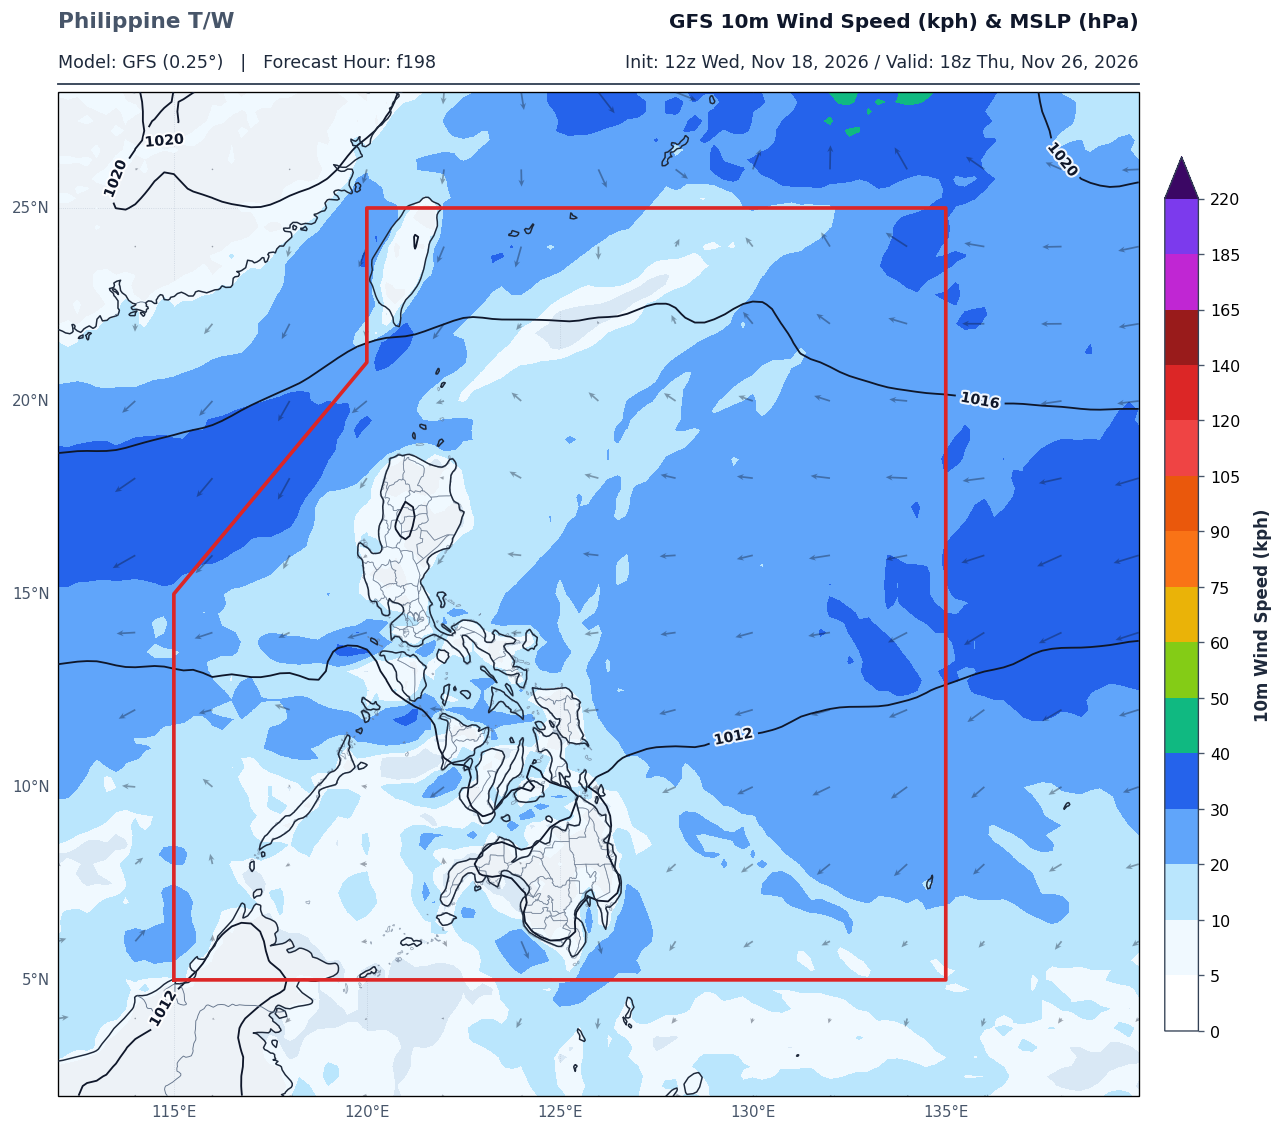 Philippine T/W
GFS 10m Wind Speed (kph) & MSLP (hPa)
Model: GFS (0.25°) | Forecast Hour: f198
Init: 12z Wed, Nov 18, 2026 / Valid: 18z Thu, Nov 26, 2026
1020
1020
1020
1016
1012
1012
25°N
20°N
15°N
10°N
5°N
115°E
120°E
125°E
130°E
135°E
220
185
165
140
120
105
90
75
60
50
40
30
20
10
5
0
10m Wind Speed (kph)